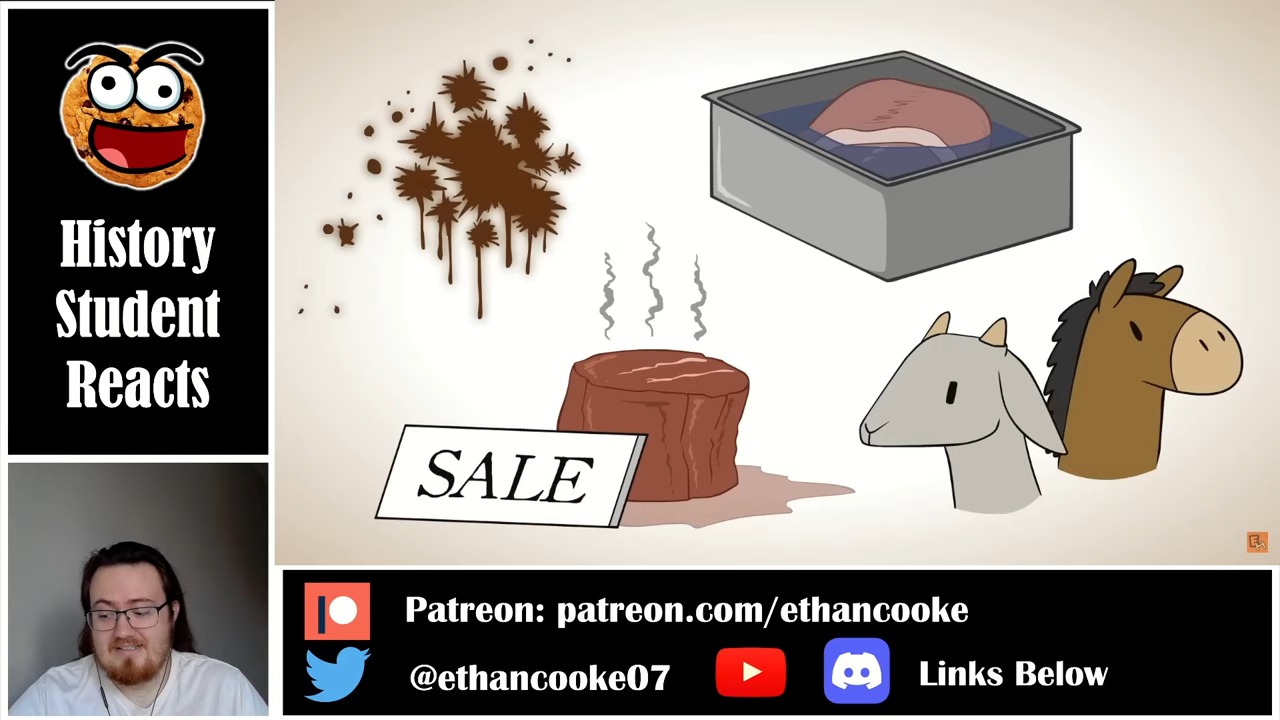 History
Student
Reacts
SALE
Patreon: patreon.com/ethancooke
@ethancooke07
Links Below